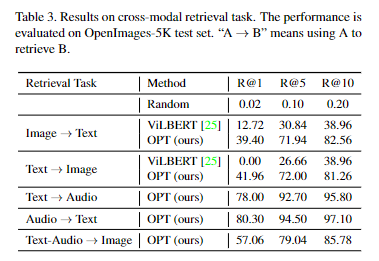 Table 3. Results on cross-modal retrieval task. The performance is
evaluated on OpenImages-5K test set. “A → B” means using A to
retrieve B.
Retrieval Task Method R@1 R@5 R@10
Random 0.02 0.10 0.20
Image → Text ViLBERT [25] 12.72 30.84 38.96
OPT (ours) 39.40 71.94 82.56
Text → Image ViLBERT [25] 0.00 26.66 38.96
OPT (ours) 41.96 72.00 81.26
Text → Audio OPT (ours) 78.00 92.70 95.80
Audio → Text OPT (ours) 80.30 94.50 97.10
Text-Audio → Image OPT (ours) 57.06 79.04 85.78